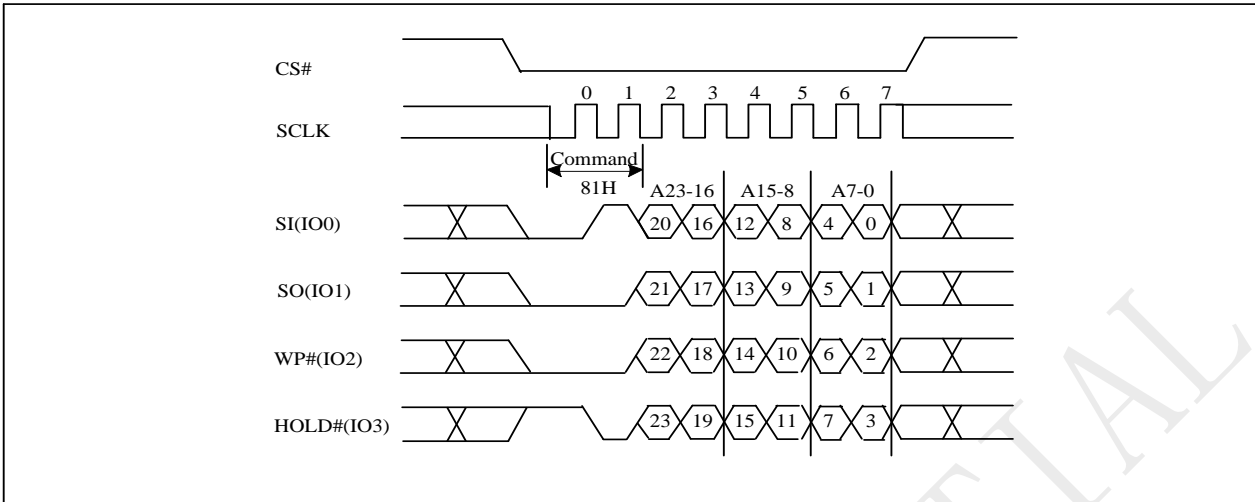 CS#
0 1 2 3 4 5 6 7
SCLK
Command
81H
A23-16 A15-8 A7-0
SI(IO0) 20 16 12 8 4 0
SO(IO1) 21 17 13 9 5 1
WP#(IO2) 22 18 14 10 6 2
HOLD#(IO3) 23 19 15 11 7 3
TIAL